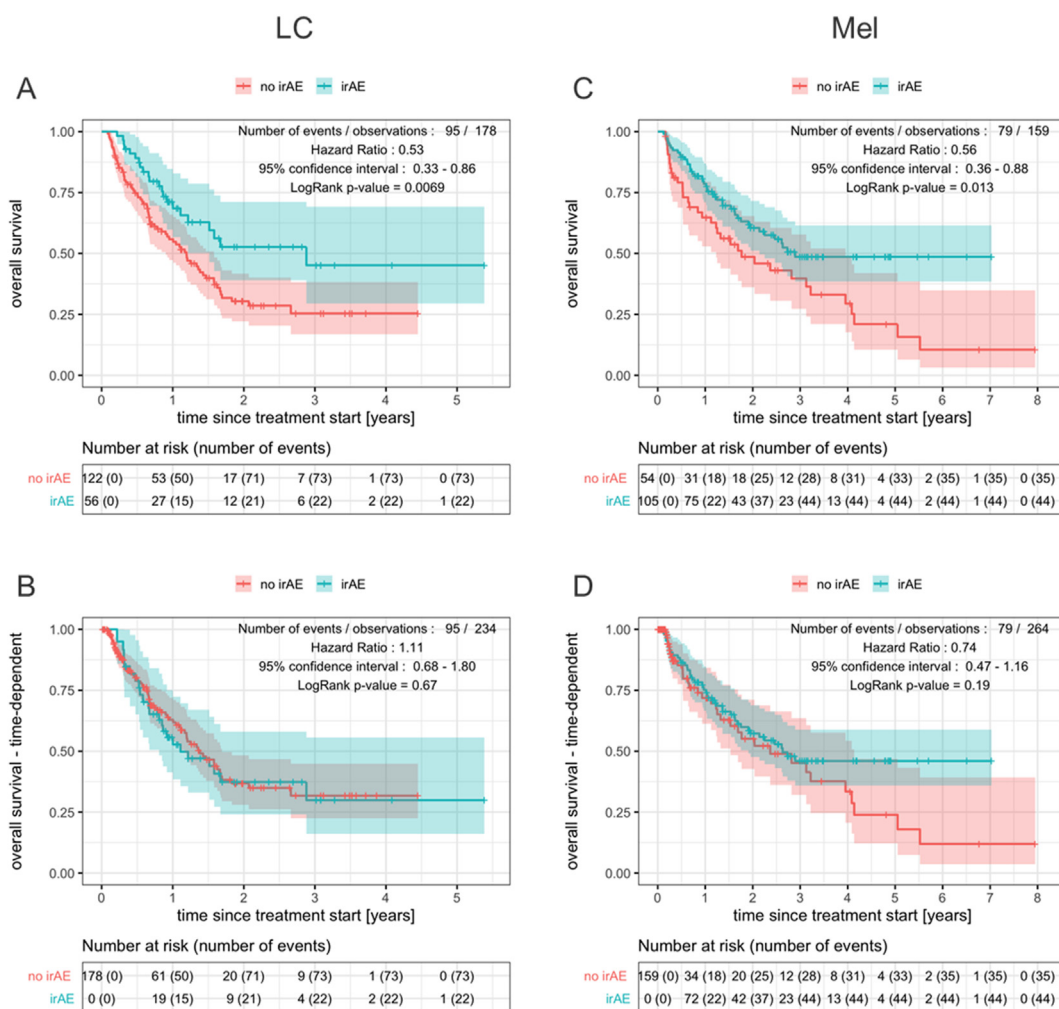 LC
Mel
A
no irAE irAE
Number of events / observations : 95 / 178
Hazard Ratio : 0.53
95% confidence interval : 0.33 - 0.86
LogRank p-value = 0.0069
overall survival
1.00
0.75
0.50
0.25
0.00
0 1 2 3 4 5
time since treatment start [years]
Number at risk (number of events)
no irAE 122 (0) 53 (50) 17 (71) 7 (73) 1 (73) 0 (73)
irAE 56 (0) 27 (15) 12 (21) 6 (22) 2 (22) 1 (22)
C
no irAE irAE
Number of events / observations : 79 / 159
Hazard Ratio : 0.56
95% confidence interval : 0.36 - 0.88
LogRank p-value = 0.013
overall survival
1.00
0.75
0.50
0.25
0.00
0 1 2 3 4 5 6 7 8
time since treatment start [years]
Number at risk (number of events)
no irAE 54 (0) 31 (18) 18 (25) 12 (28) 8 (31) 4 (33) 2 (35) 1 (35) 0 (35)
irAE 105 (0) 75 (22) 43 (37) 23 (44) 13 (44) 4 (44) 2 (44) 1 (44) 0 (44)
B
no irAE irAE
Number of events / observations : 95 / 234
Hazard Ratio : 1.11
95% confidence interval : 0.68 - 1.80
LogRank p-value = 0.67
overall survival - time-dependent
1.00
0.75
0.50
0.25
0.00
0 1 2 3 4 5
time since treatment start [years]
Number at risk (number of events)
no irAE 178 (0) 61 (50) 20 (71) 9 (73) 1 (73) 0 (73)
irAE 0 (0) 19 (15) 9 (21) 4 (22) 2 (22) 1 (22)
D
no irAE irAE
Number of events / observations : 79 / 264
Hazard Ratio : 0.74
95% confidence interval : 0.47 - 1.16
LogRank p-value = 0.19
overall survival - time-dependent
1.00
0.75
0.50
0.25
0.00
0 1 2 3 4 5 6 7 8
time since treatment start [years]
Number at risk (number of events)
no irAE 159 (0) 34 (18) 20 (25) 12 (28) 8 (31) 4 (33) 2 (35) 1 (35) 0 (35)
irAE 0 (0) 72 (22) 42 (37) 23 (44) 13 (44) 4 (44) 2 (44) 1 (44) 0 (44)